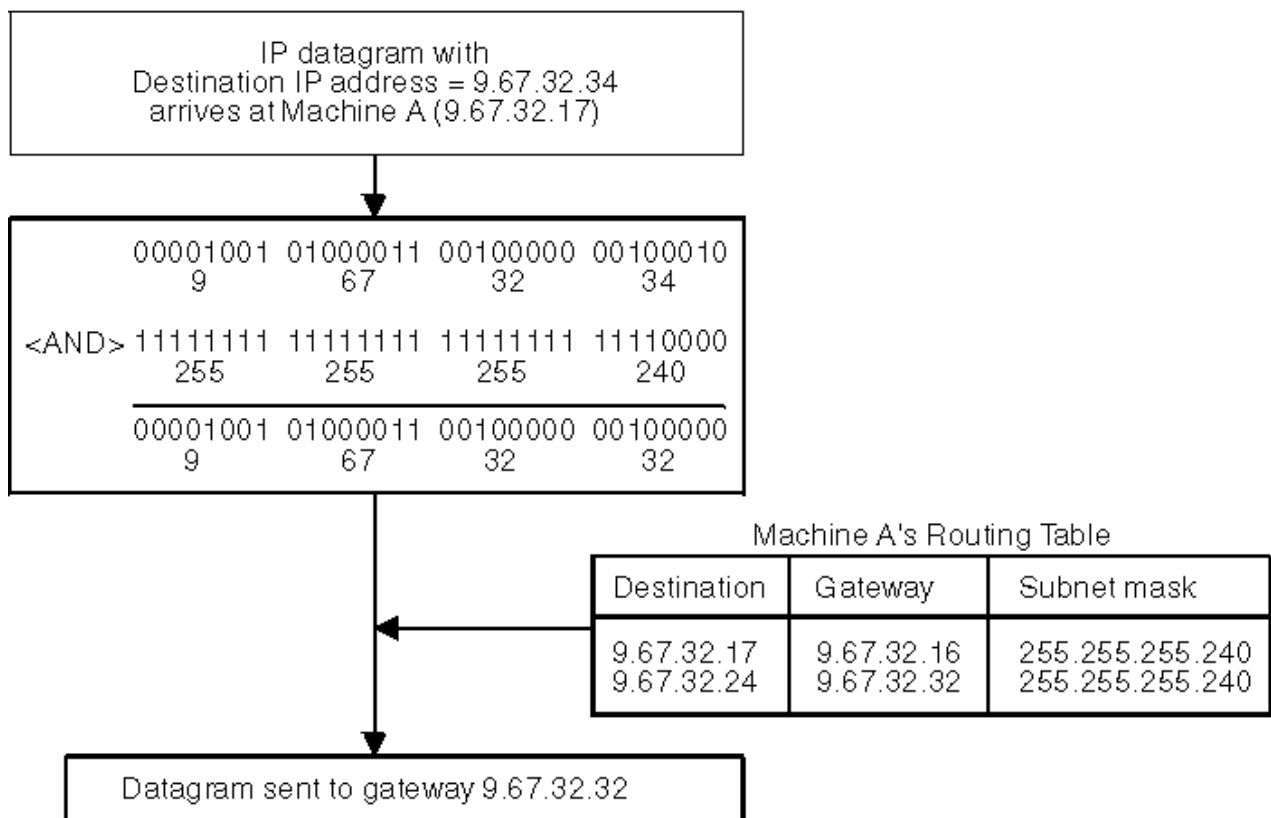 IP datagram with
Destination IP address = 9.67.32.34
arrives at Machine A (9.67.32.17)
00001001 01000011 00100000 00100010
9 67 32 34
<AND> 11111111 11111111 11111111 11110000
255 255 255 240
00001001 01000011 00100000 00100000
9 67 32 32
Machine A's Routing Table
Destination Gateway Subnet mask
9.67.32.17 9.67.32.16 255.255.255.240
9.67.32.24 9.67.32.32 255.255.255.240
Datagram sent to gateway 9.67.32.32